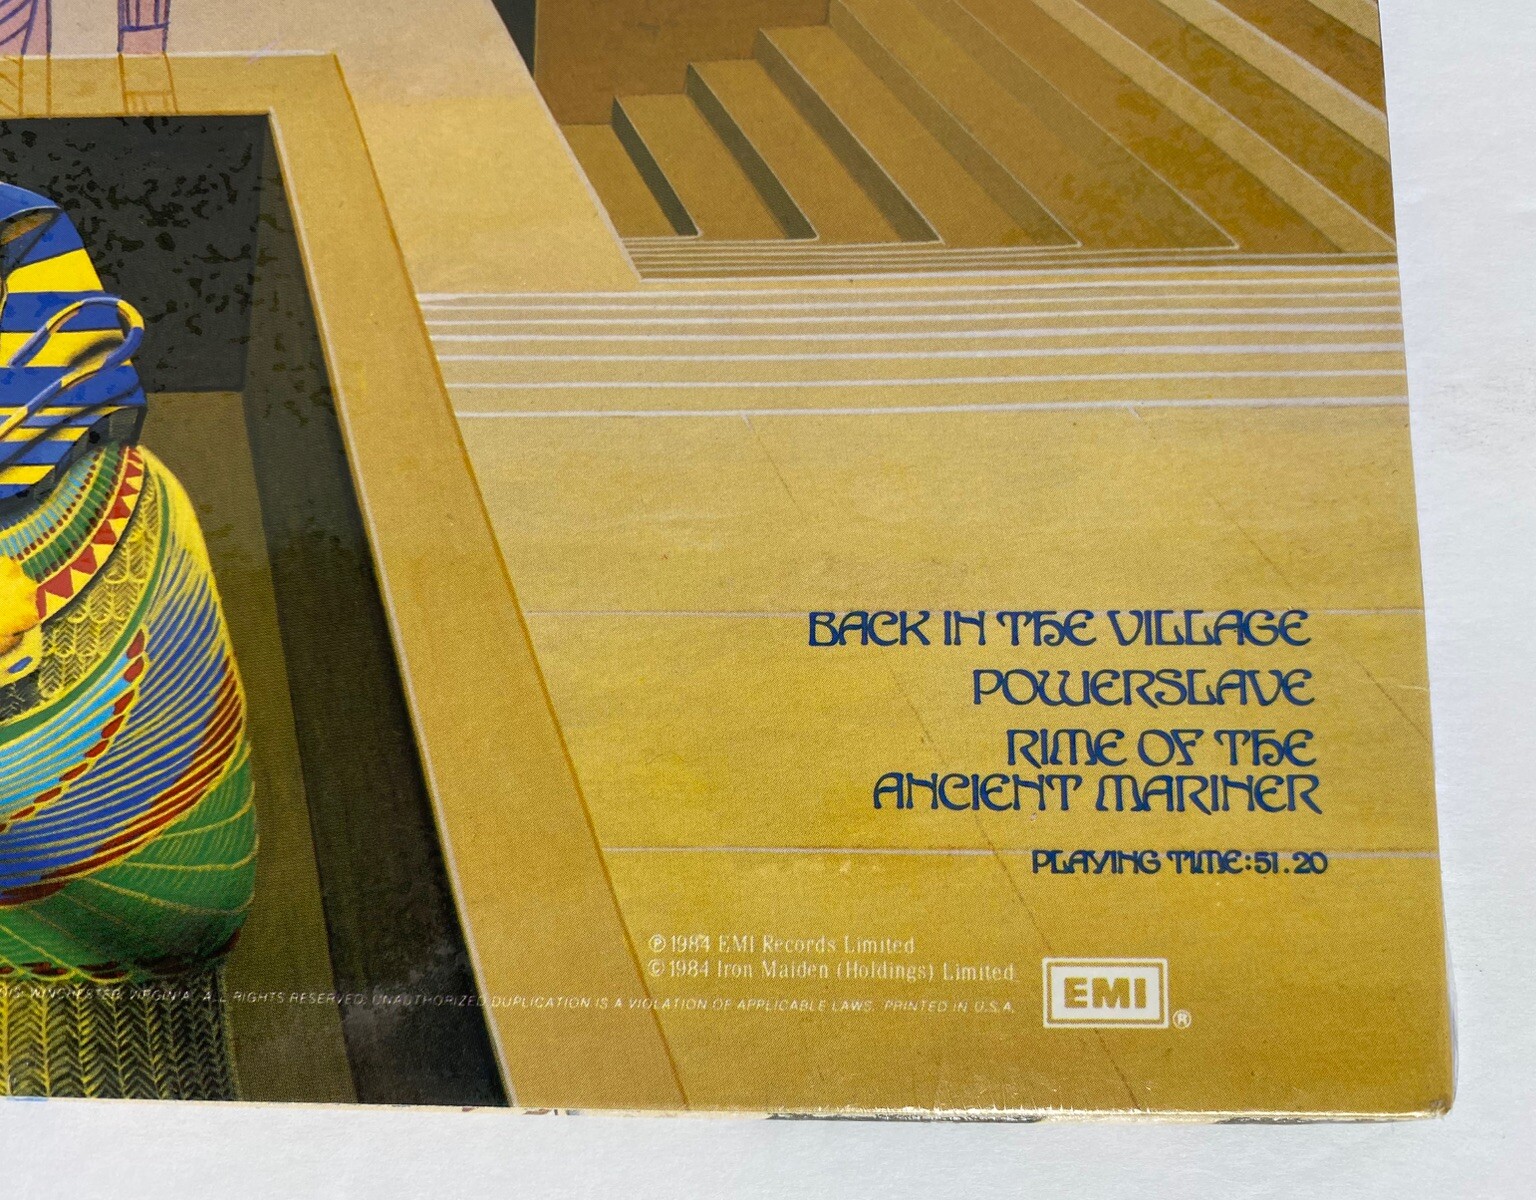 BACK IN THE VILLAGE
POWERSLAVE
RIME OF THE
ANCIENT MARINER
PLAYING TIME:51.20
℗ 1984 EMI Records Limited
© 1984 Iron Maiden (Holdings) Limited
WINCHESTER, VIRGINIA. ALL RIGHTS RESERVED. UNAUTHORIZED DUPLICATION IS A VIOLATION OF APPLICABLE LAWS. PRINTED IN U.S.A.
EMI ®